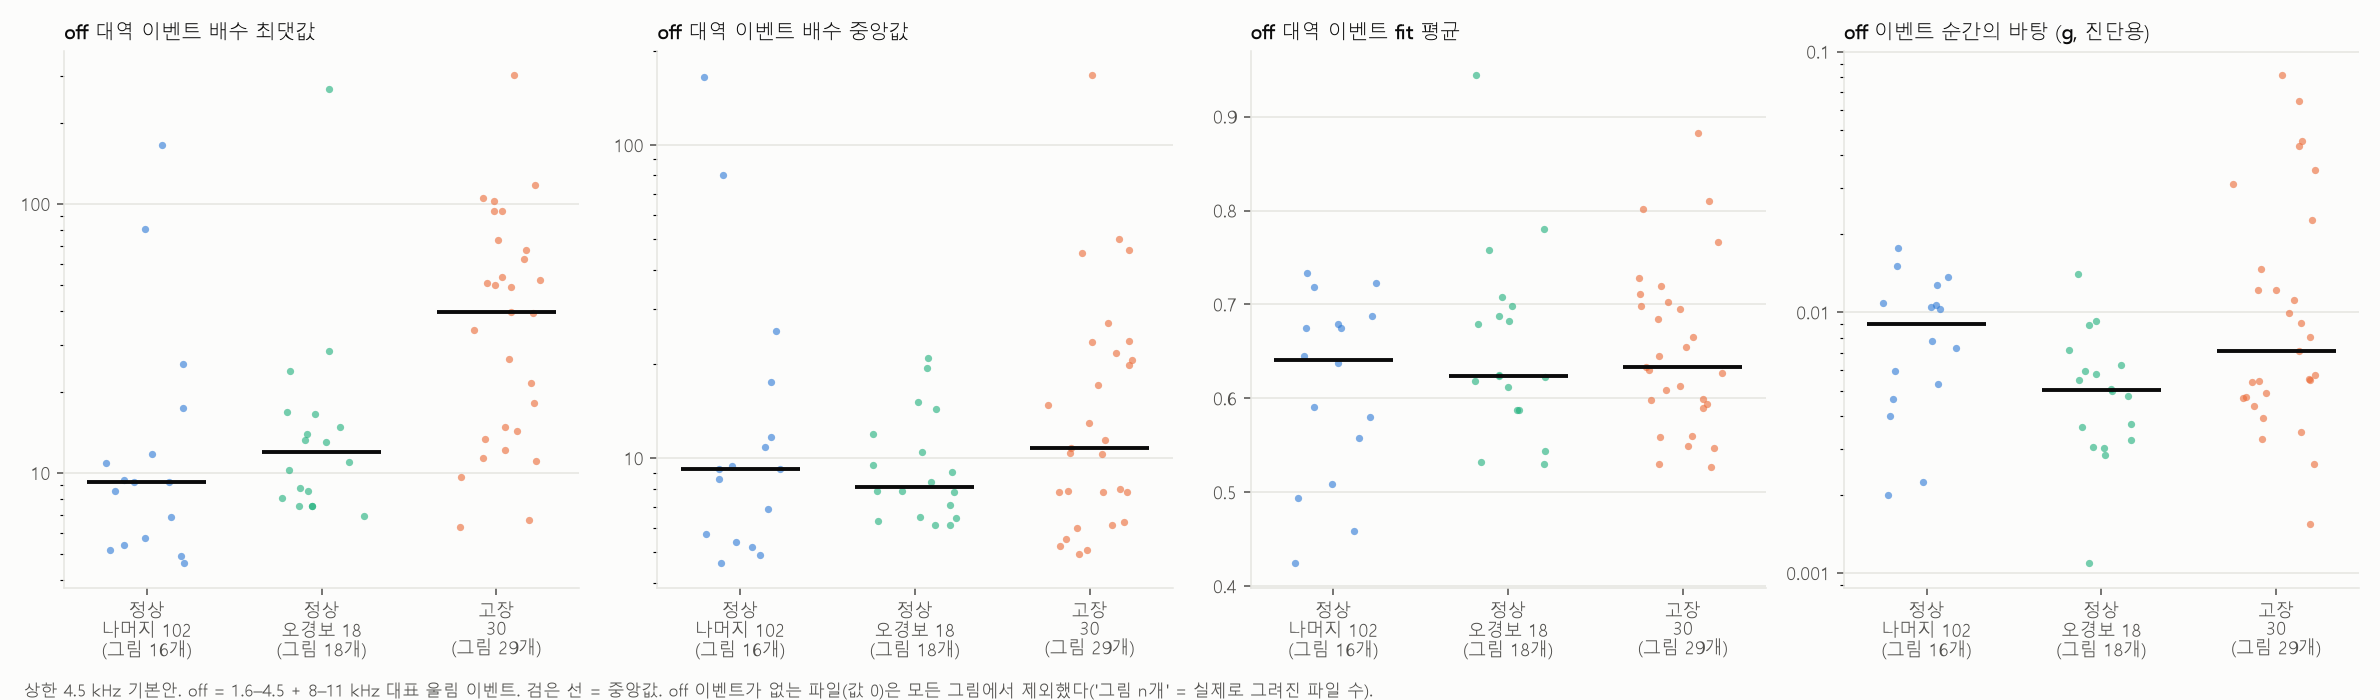 off 대역 이벤트 배수 최댓값
100
10
정상
나머지 102
(그림 16개)
정상
오경보 18
(그림 18개)
고장
30
(그림 29개)
off 대역 이벤트 배수 중앙값
100
10
정상
나머지 102
(그림 16개)
정상
오경보 18
(그림 18개)
고장
30
(그림 29개)
off 대역 이벤트 fit 평균
0.9
0.8
0.7
0.6
0.5
0.4
정상
나머지 102
(그림 16개)
정상
오경보 18
(그림 18개)
고장
30
(그림 29개)
off 이벤트 순간의 바탕 (g, 진단용)
0.1
0.01
0.001
정상
나머지 102
(그림 16개)
정상
오경보 18
(그림 18개)
고장
30
(그림 29개)
상한 4.5 kHz 기본안. off = 1.6–4.5 + 8–11 kHz 대표 울림 이벤트. 검은 선 = 중앙값. off 이벤트가 없는 파일(값 0)은 모든 그림에서 제외했다('그림 n개' = 실제로 그려진 파일 수).